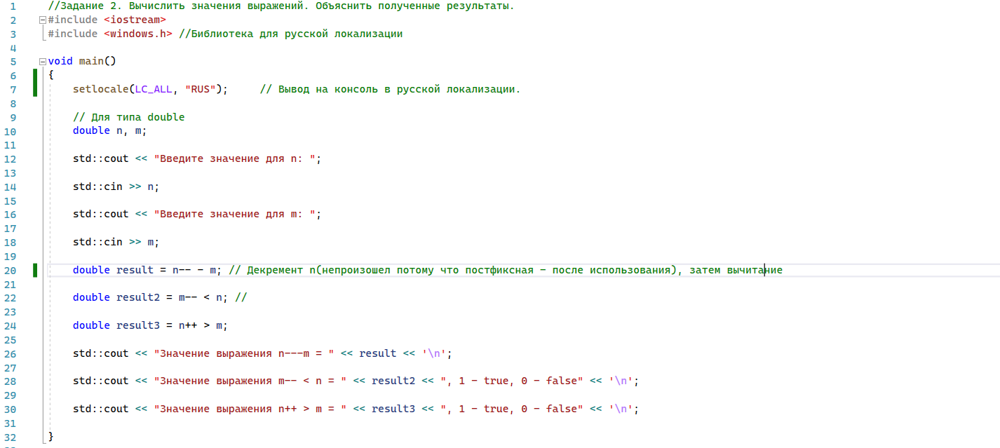 1 //Задание 2. Вычислить значения выражений. Объяснить полученные результаты.
2 #include <iostream>
3 #include <windows.h> //Библиотека для русской локализации
4
5 void main()
6 {
7 setlocale(LC_ALL, "RUS"); // Вывод на консоль в русской локализации.
8
9 // Для типа double
10 double n, m;
11
12 std::cout << "Введите значение для n: ";
13
14 std::cin >> n;
15
16 std::cout << "Введите значение для m: ";
17
18 std::cin >> m;
19
20 double result = n-- - m; // Декремент n(непроизошел потому что постфиксная - после использования), затем вычитание
21
22 double result2 = m-- < n; //
23
24 double result3 = n++ > m;
25
26 std::cout << "Значение выражения n---m = " << result << '\n';
27
28 std::cout << "Значение выражения m-- < n = " << result2 << ", 1 - true, 0 - false" << '\n';
29
30 std::cout << "Значение выражения n++ > m = " << result3 << ", 1 - true, 0 - false" << '\n';
31
32 }